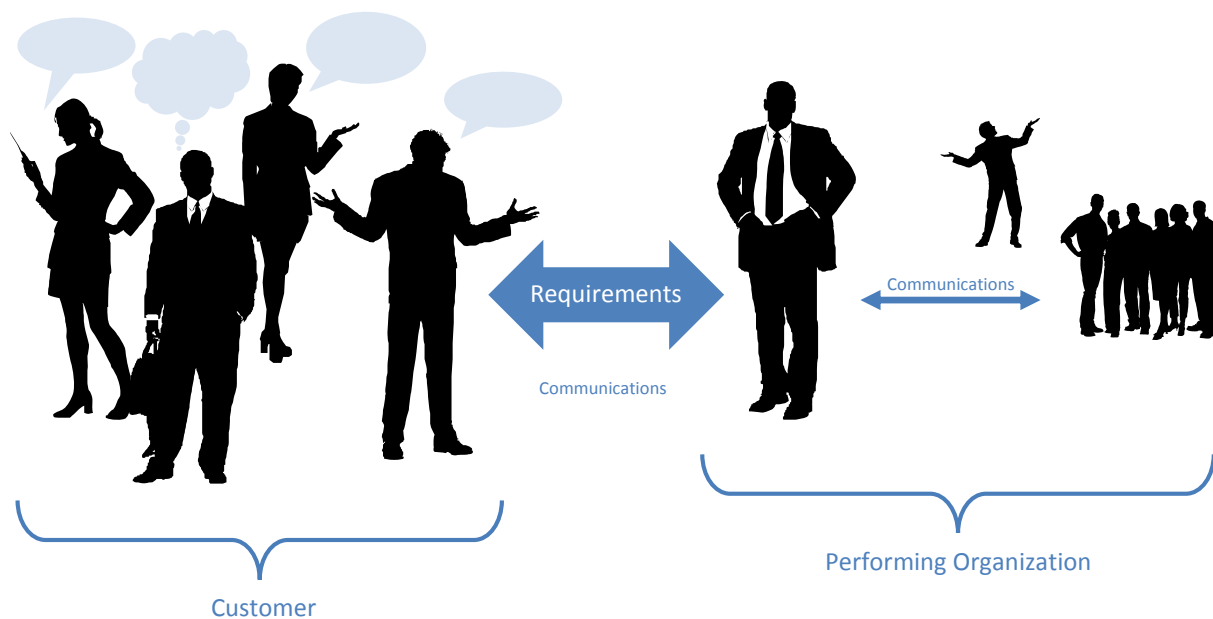 Communications
Requirements
Communications
Performing Organization
Customer